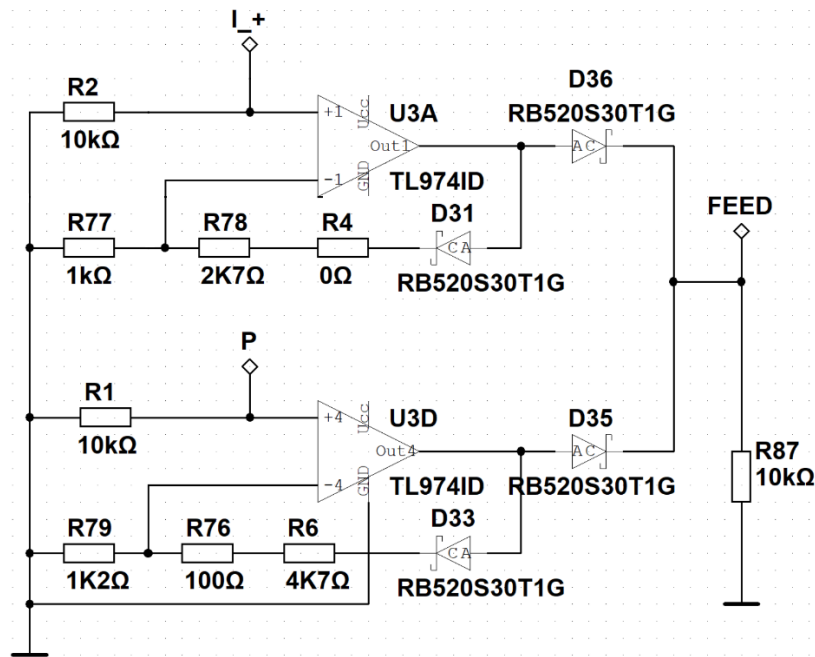 I_+
R2
10kΩ
+1
Ucc
U3A
Out1
-1
GND
TL974ID
D36
RB520S30T1G
AC
R77
1kΩ
R78
2K7Ω
R4
0Ω
D31
CA
RB520S30T1G
FEED
P
R1
10kΩ
+4
Ucc
U3D
Out4
-4
GND
TL974ID
D35
AC
RB520S30T1G
R87
10kΩ
R79
1K2Ω
R76
100Ω
R6
4K7Ω
D33
CA
RB520S30T1G